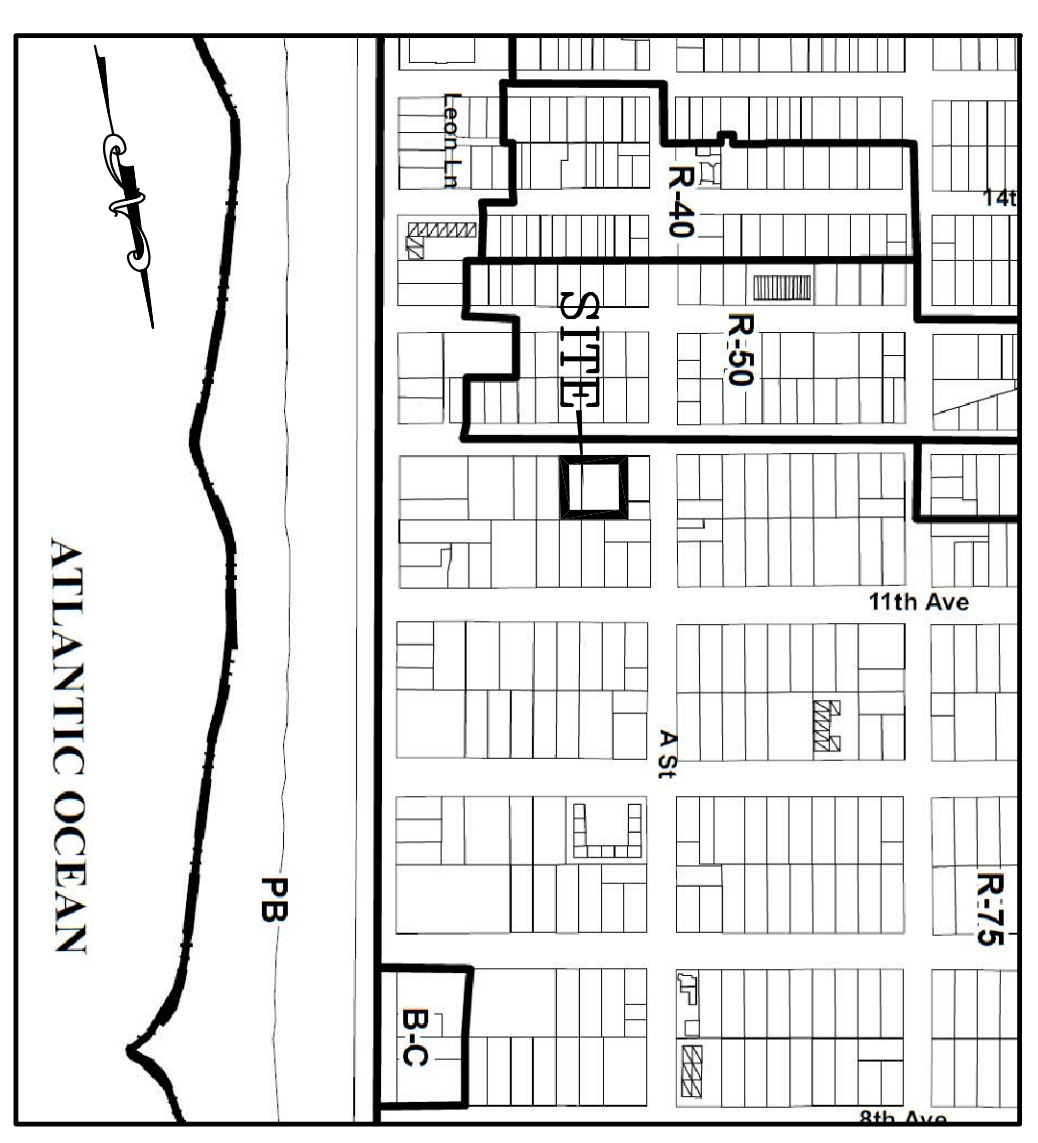 Leon Ln
14t
R-40
SITE
R-50
11th Ave
ATLANTIC OCEAN
A St
PB
R-75
B-C
8th Ave